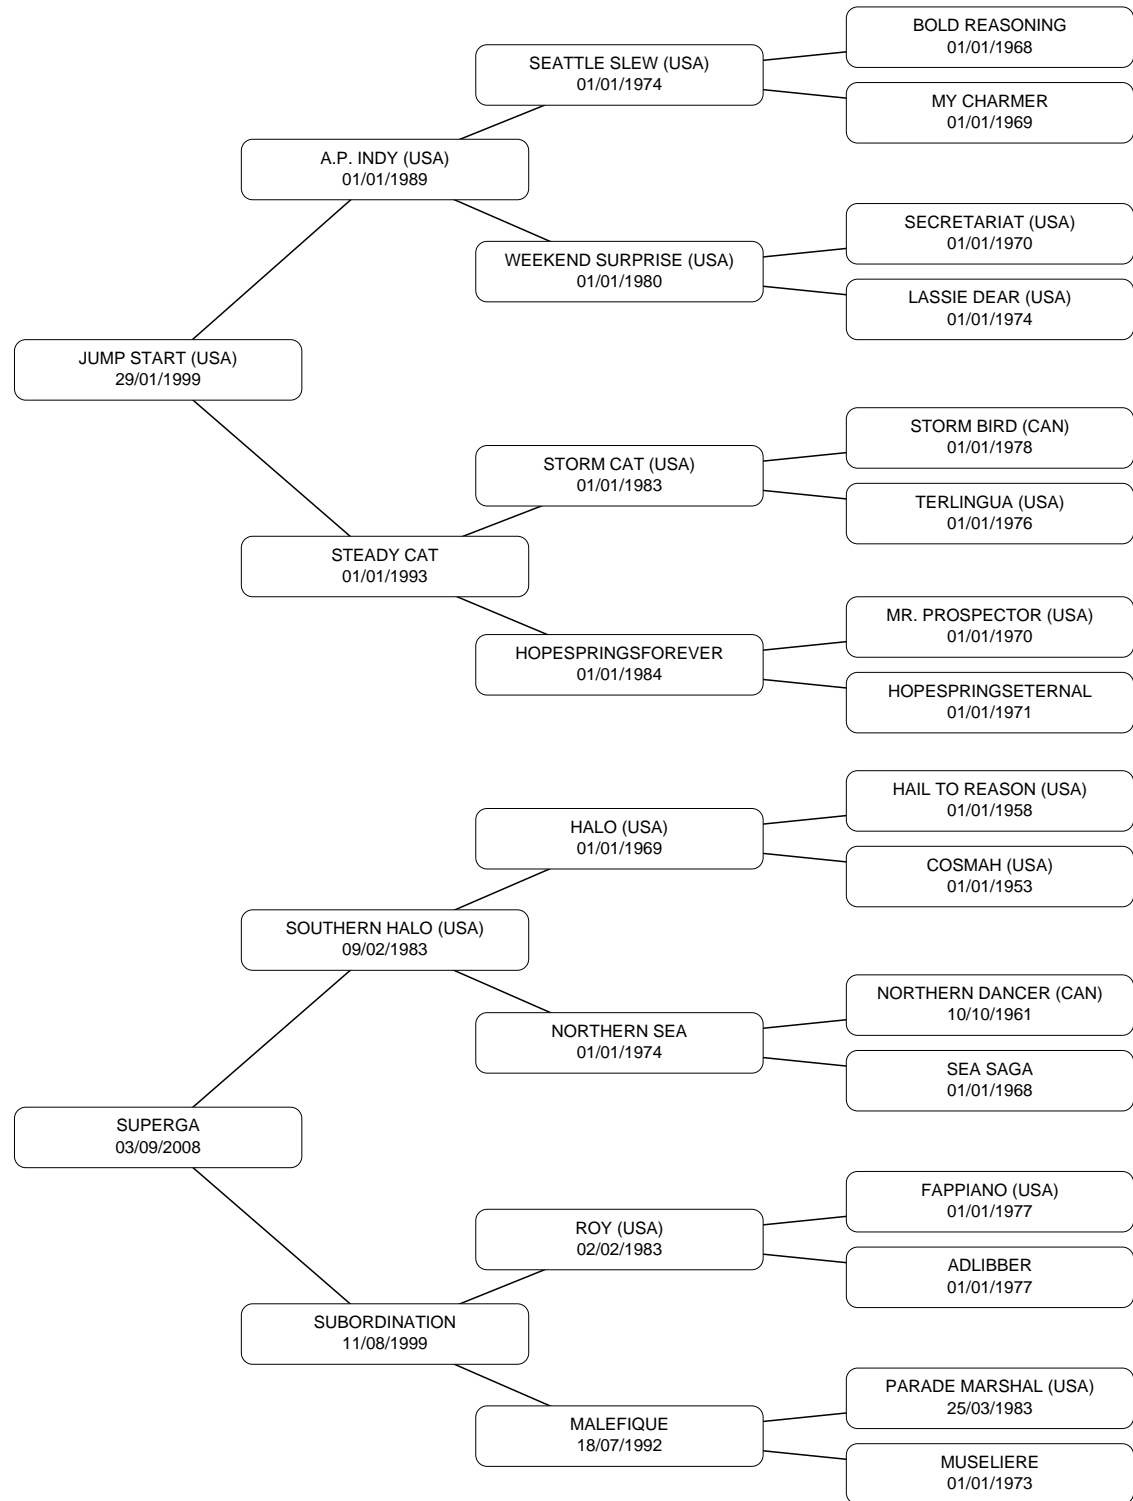 BOLD REASONING
01/01/1968
SEATTLE SLEW (USA)
01/01/1974
MY CHARMER
01/01/1969
A.P. INDY (USA)
01/01/1989
SECRETARIAT (USA)
01/01/1970
WEEKEND SURPRISE (USA)
01/01/1980
LASSIE DEAR (USA)
01/01/1974
JUMP START (USA)
29/01/1999
STORM BIRD (CAN)
01/01/1978
STORM CAT (USA)
01/01/1983
TERLINGUA (USA)
01/01/1976
STEADY CAT
01/01/1993
MR. PROSPECTOR (USA)
01/01/1970
HOPESPRINGSFOREVER
01/01/1984
HOPESPRINGSETERNAL
01/01/1971
HAIL TO REASON (USA)
01/01/1958
HALO (USA)
01/01/1969
COSMAH (USA)
01/01/1953
SOUTHERN HALO (USA)
09/02/1983
NORTHERN DANCER (CAN)
10/10/1961
NORTHERN SEA
01/01/1974
SEA SAGA
01/01/1968
SUPERGA
03/09/2008
FAPPIANO (USA)
01/01/1977
ROY (USA)
02/02/1983
ADLIBBER
01/01/1977
SUBORDINATION
11/08/1999
PARADE MARSHAL (USA)
25/03/1983
MALEFIQUE
18/07/1992
MUSELIERE
01/01/1973